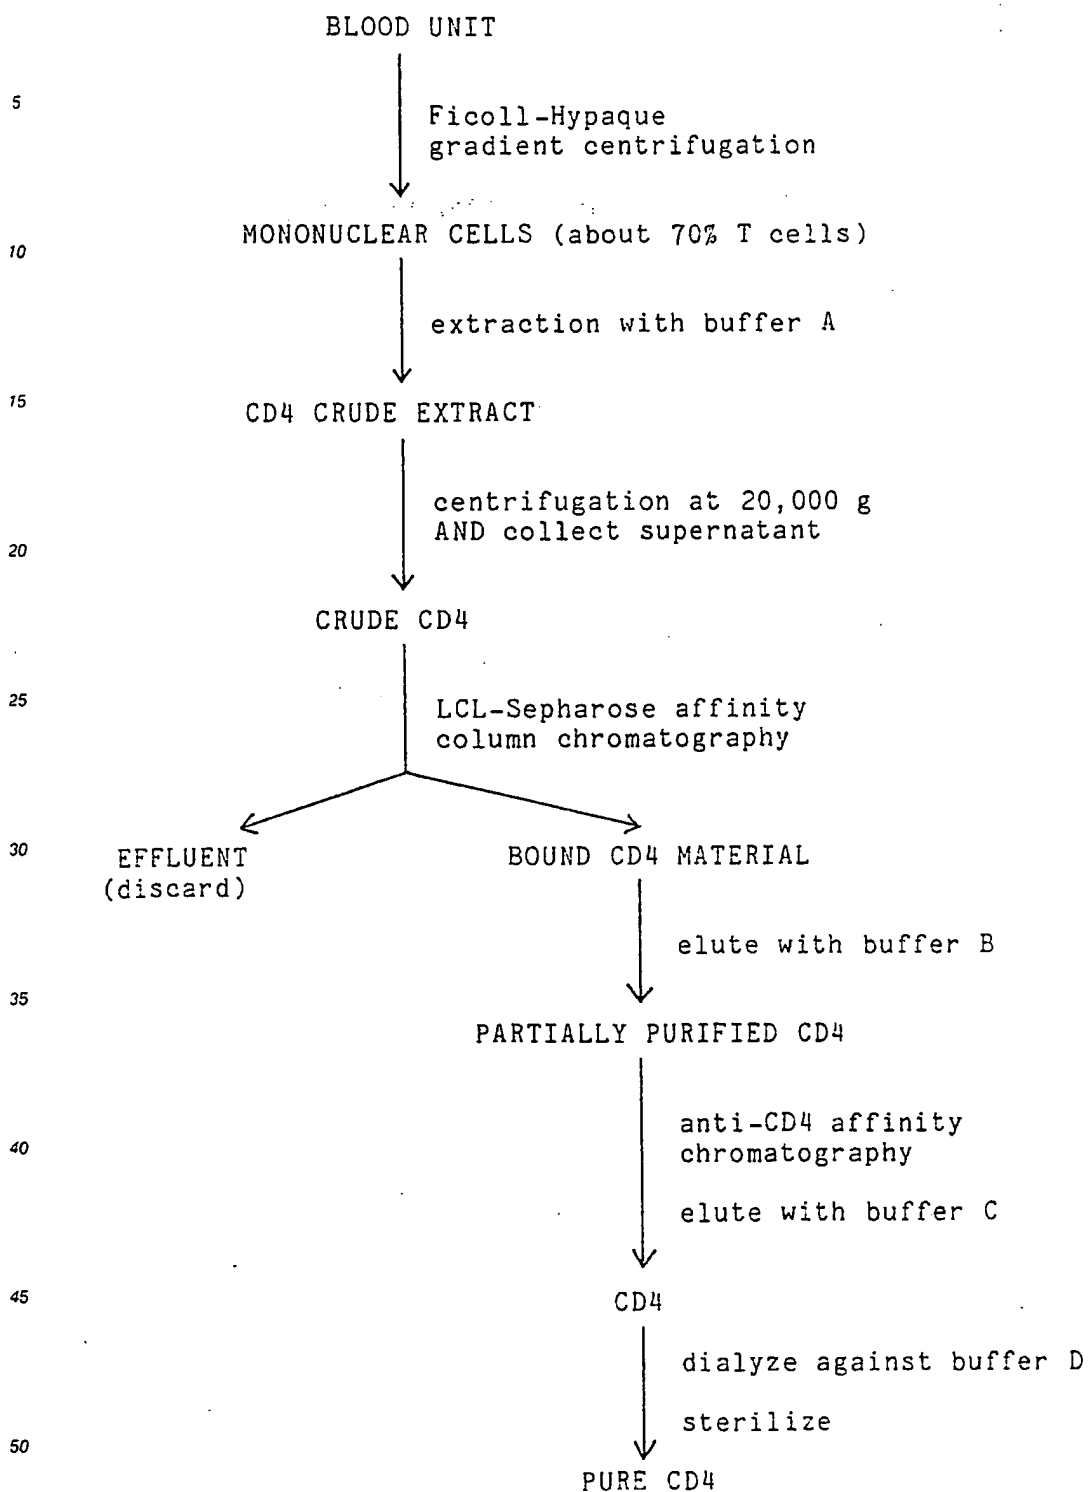 BLOOD UNIT
5
Ficoll-Hypaque
gradient centrifugation
MONONUCLEAR CELLS (about 70% T cells)
10
extraction with buffer A
15
CD4 CRUDE EXTRACT
centrifugation at 20,000 g
AND collect supernatant
20
CRUDE CD4
25
LCL-Sepharose affinity
column chromatography
30
EFFLUENT
(discard)
BOUND CD4 MATERIAL
elute with buffer B
35
PARTIALLY PURIFIED CD4
anti-CD4 affinity
chromatography
40
elute with buffer C
45
CD4
dialyze against buffer D
sterilize
50
PURE CD4